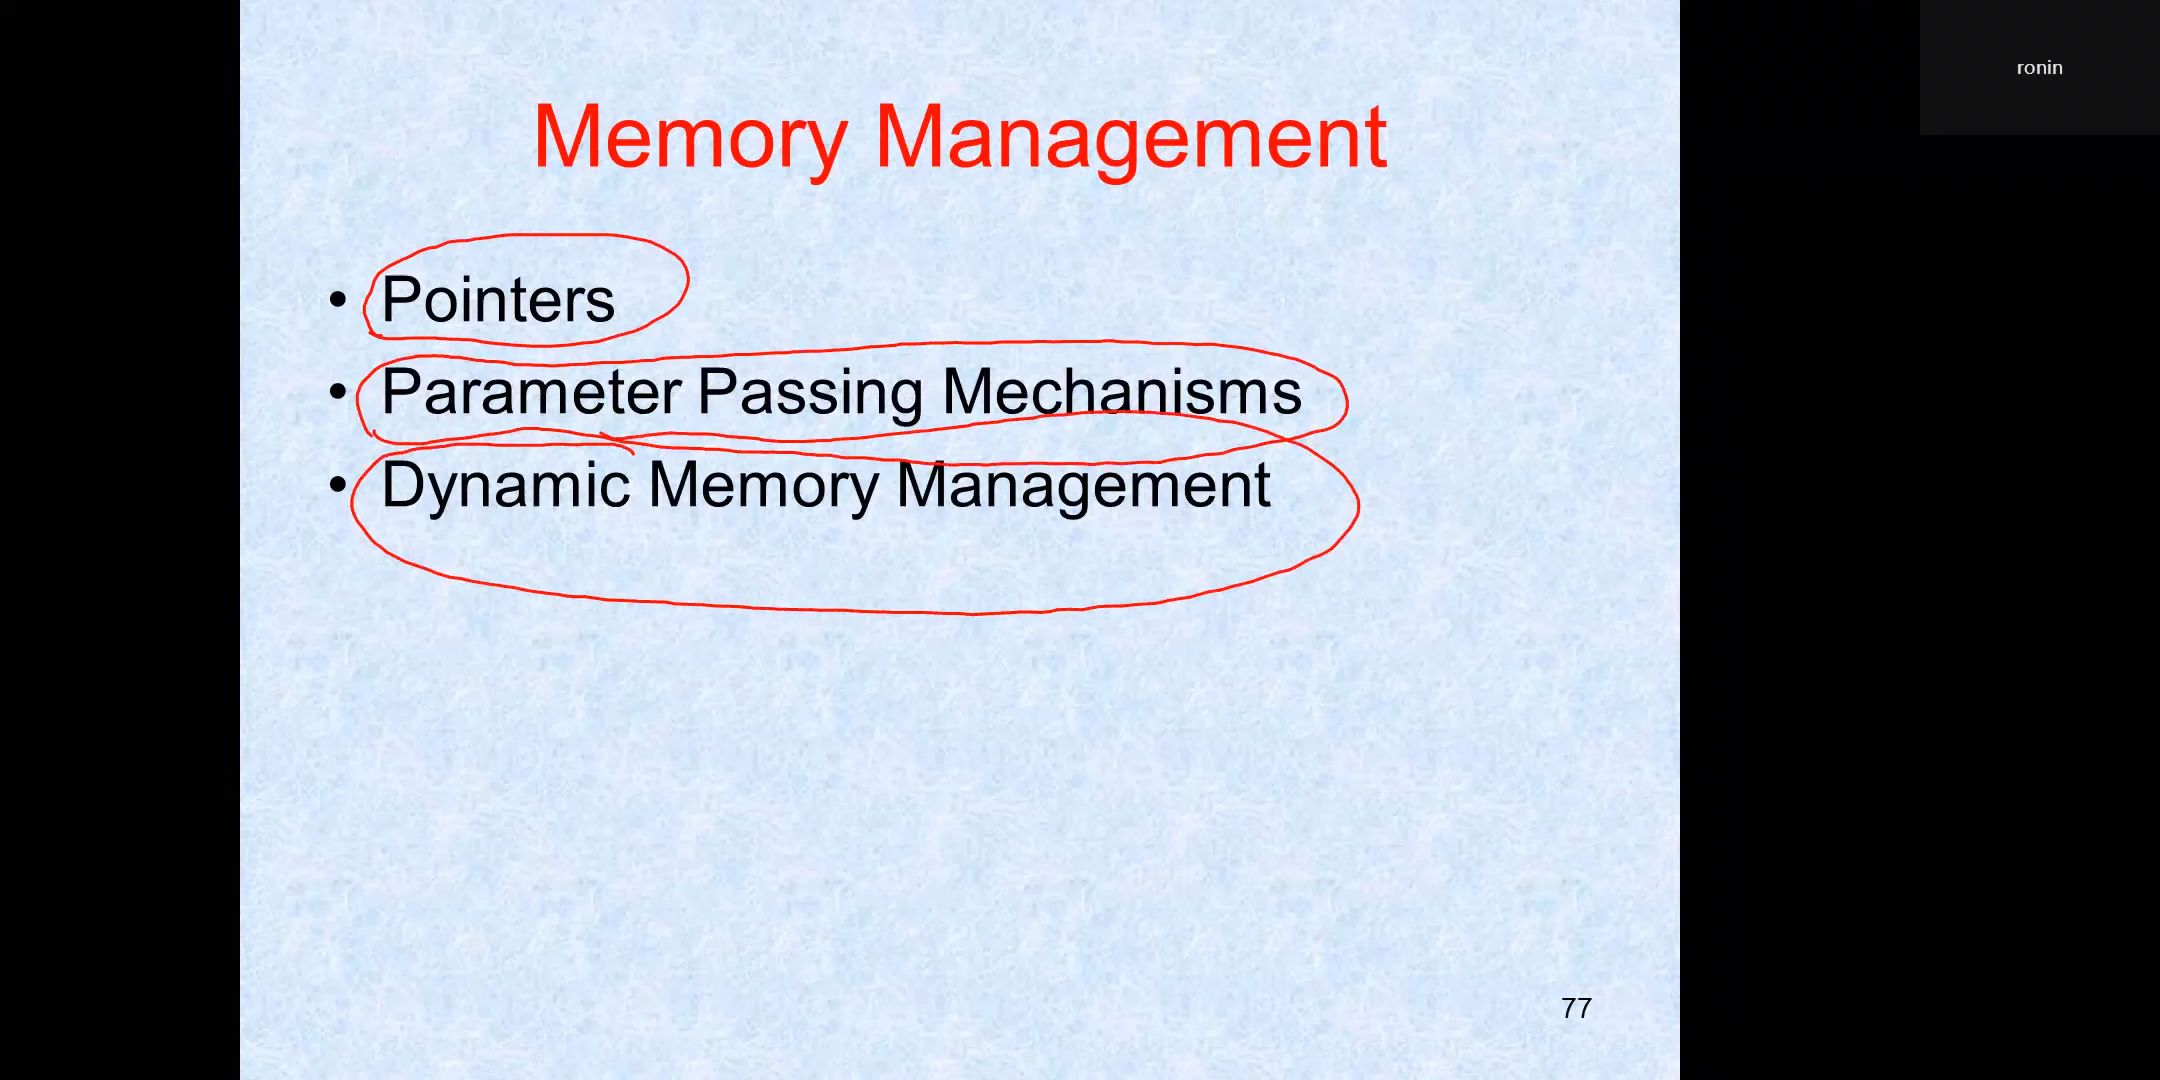 ronin
Memory Management
• Pointers
• Parameter Passing Mechanisms
• Dynamic Memory Management
77